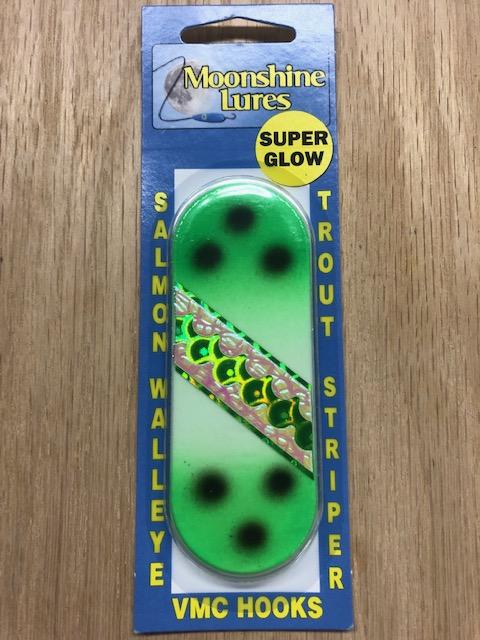 Moonshine
Lures
SUPER
GLOW
SALMON WALLEYE
TROUT STRIPER
VMC HOOKS